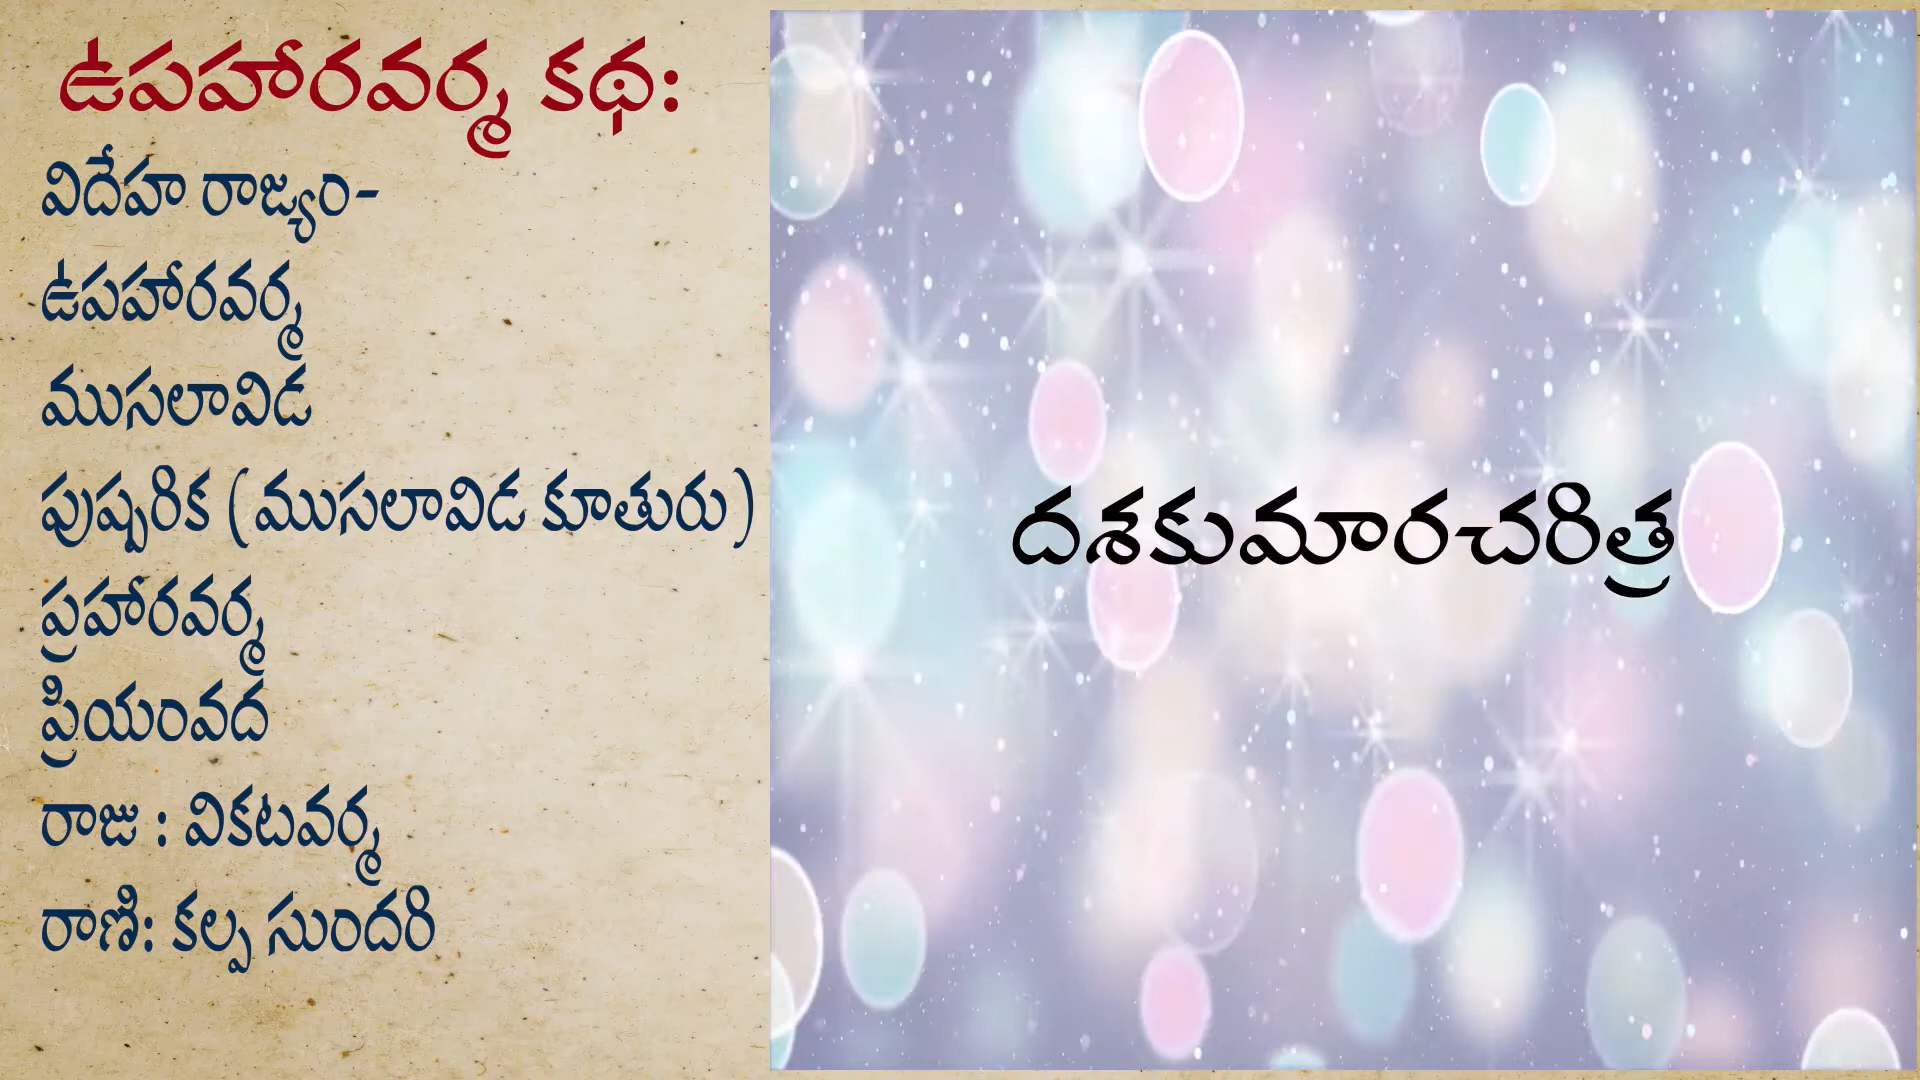 ఉపహారవర్మ కథ:
విదేహ రాజ్యం-
ఉపహారవర్మ
ముసలావిడ
పుష్పరిక (ముసలావిడ కూతురు)
ప్రహారవర్మ
ప్రియంవద
రాజు : వికటవర్మ
రాణి: కల్ప సుందరి
దశకుమారచరిత్ర